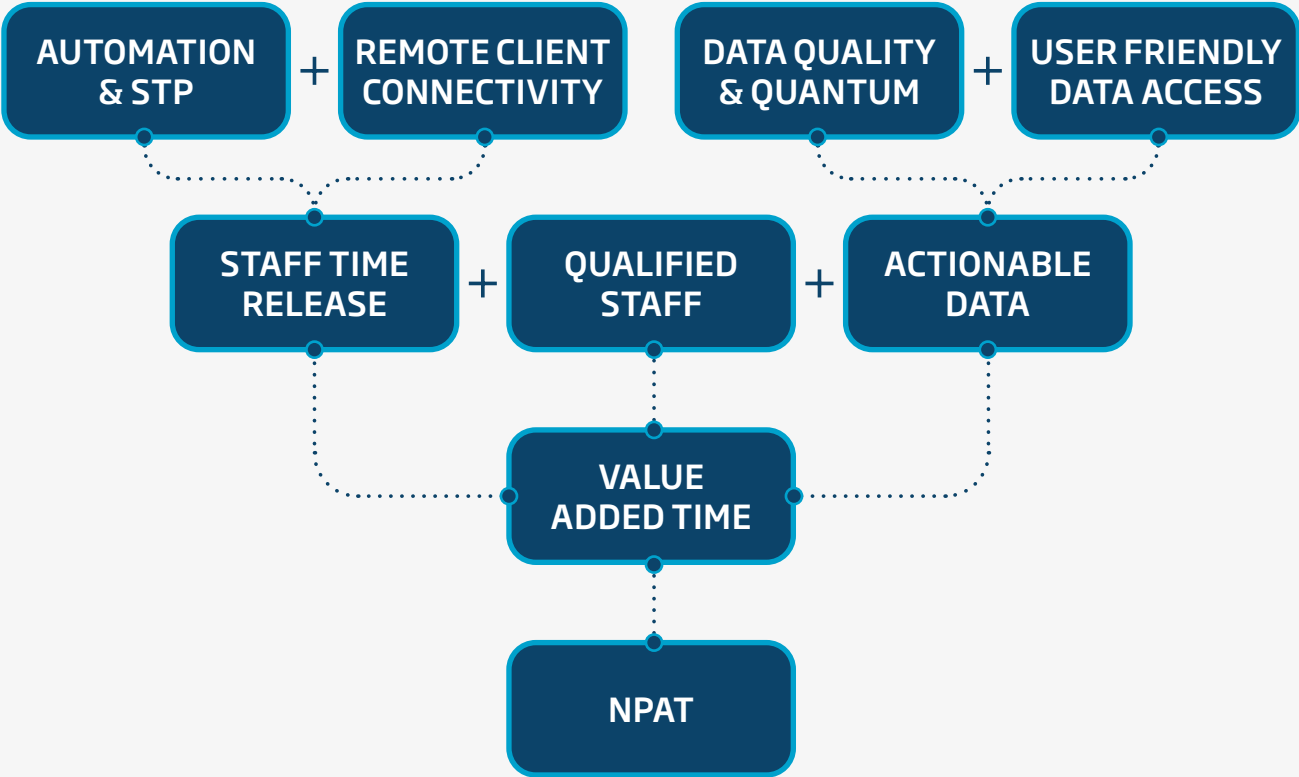 AUTOMATION
& STP
+
REMOTE CLIENT
CONNECTIVITY
+
DATA QUALITY
& QUANTUM
+
USER FRIENDLY
DATA ACCESS
STAFF TIME
RELEASE
+
QUALIFIED
STAFF
+
ACTIONABLE
DATA
VALUE
ADDED TIME
NPAT